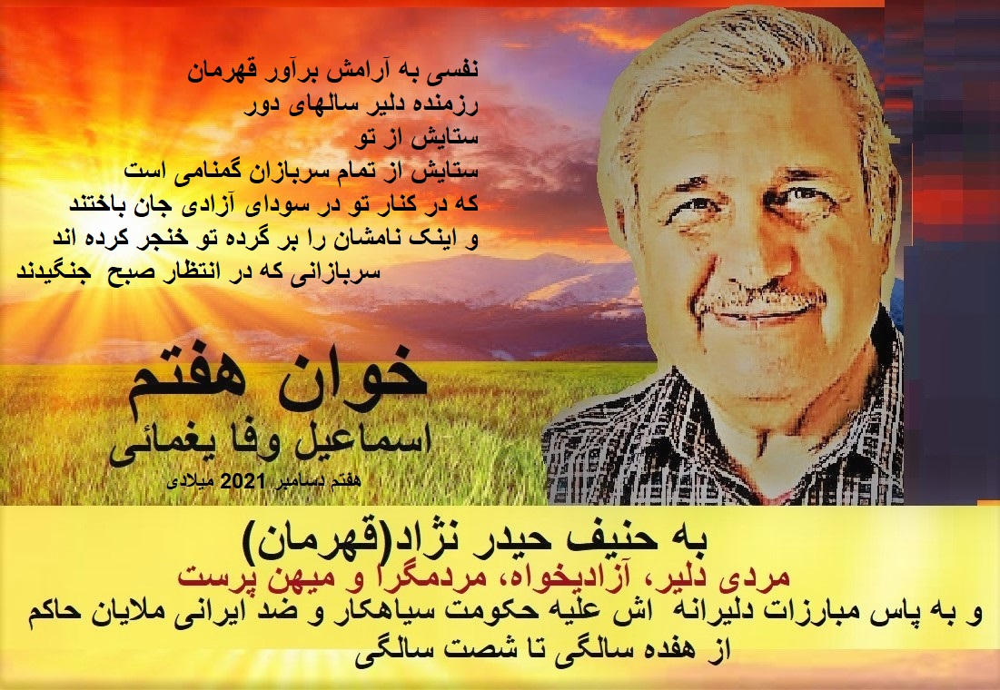 نفسی به آرامش برآور قهرمان
رزمنده دلیر سالهای دور
ستایش از تو
ستایش از تمام سربازان گمنامی است
که در کنار تو در سودای آزادی جان باختند
و اینک نامشان را بر گرده تو خنجر کرده اند
سربازانی که در انتظار صبح جنگیدند
خوان هفتم
اسماعیل وفا یغمائی
هفتم دسامبر 2021 میلادی
به حنیف حیدر نژاد(قهرمان)
مردی دلیر، آزادیخواه، مردمگرا و میهن پرست
و به پاس مبارزات دلیرانه اش علیه حکومت سیاهکار و ضد ایرانی ملایان حاکم
از هفده سالگی تا شصت سالگی